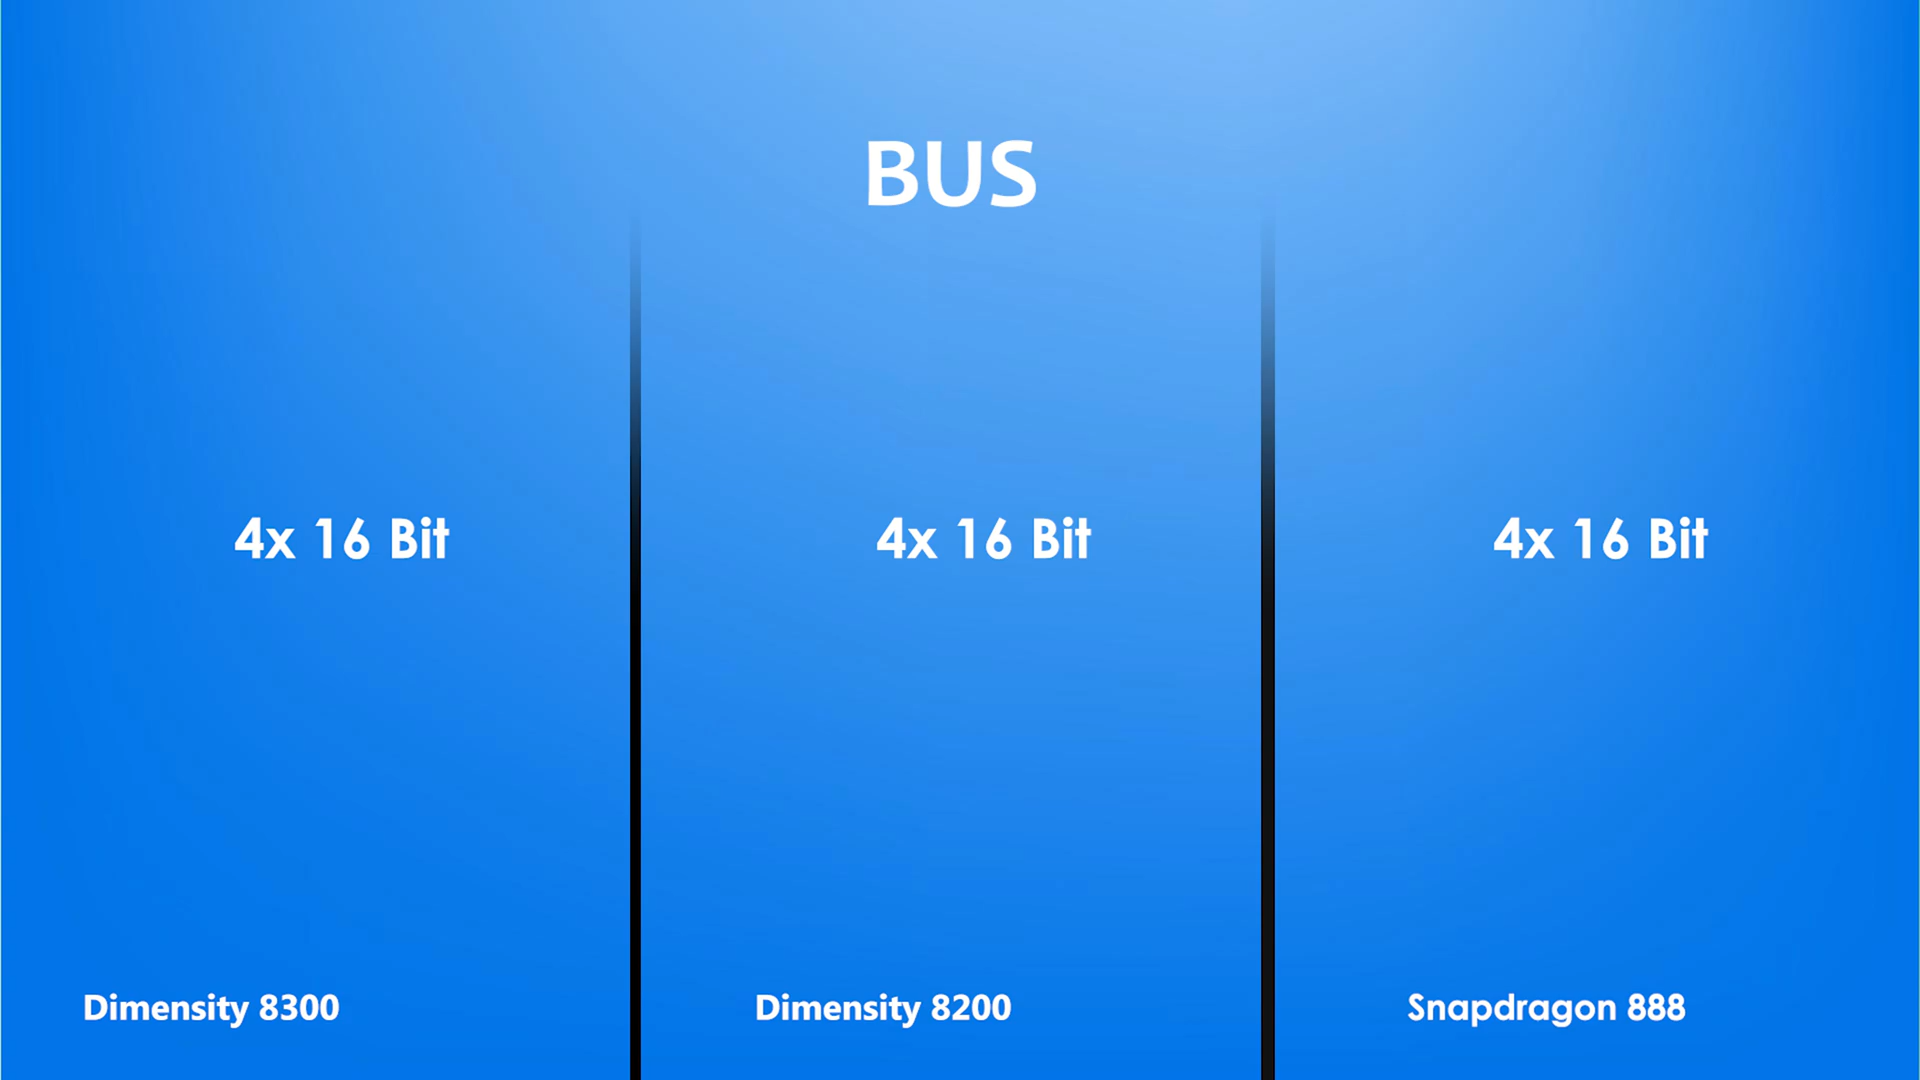 BUS
4x 16 Bit
4x 16 Bit
4x 16 Bit
Dimensity 8300
Dimensity 8200
Snapdragon 888